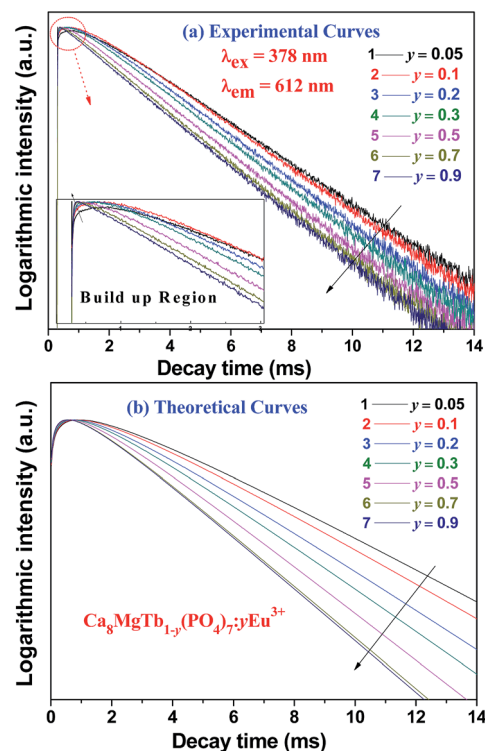 (a) Experimental Curves
λex = 378 nm
λem = 612 nm
1 y = 0.05
2 y = 0.1
3 y = 0.2
4 y = 0.3
5 y = 0.5
6 y = 0.7
7 y = 0.9
Logarithmic intensity (a.u.)
Build up Region
1 2 3
0 2 4 6 8 10 12 14
Decay time (ms)
(b) Theoretical Curves
1 y = 0.05
2 y = 0.1
3 y = 0.2
4 y = 0.3
5 y = 0.5
6 y = 0.7
7 y = 0.9
Logarithmic intensity (a.u.)
Ca₈MgTb₁₋y(PO₄)₇:yEu³⁺
0 2 4 6 8 10 12 14
Decay time (ms)